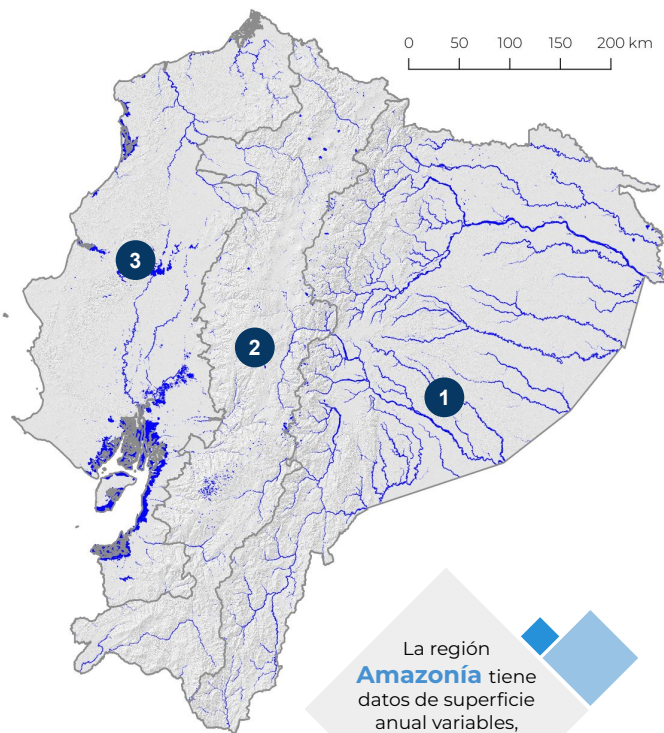 0 50 100 150 200 km
3
2
1
La región
Amazonía tiene
datos de superficie
anual variables,